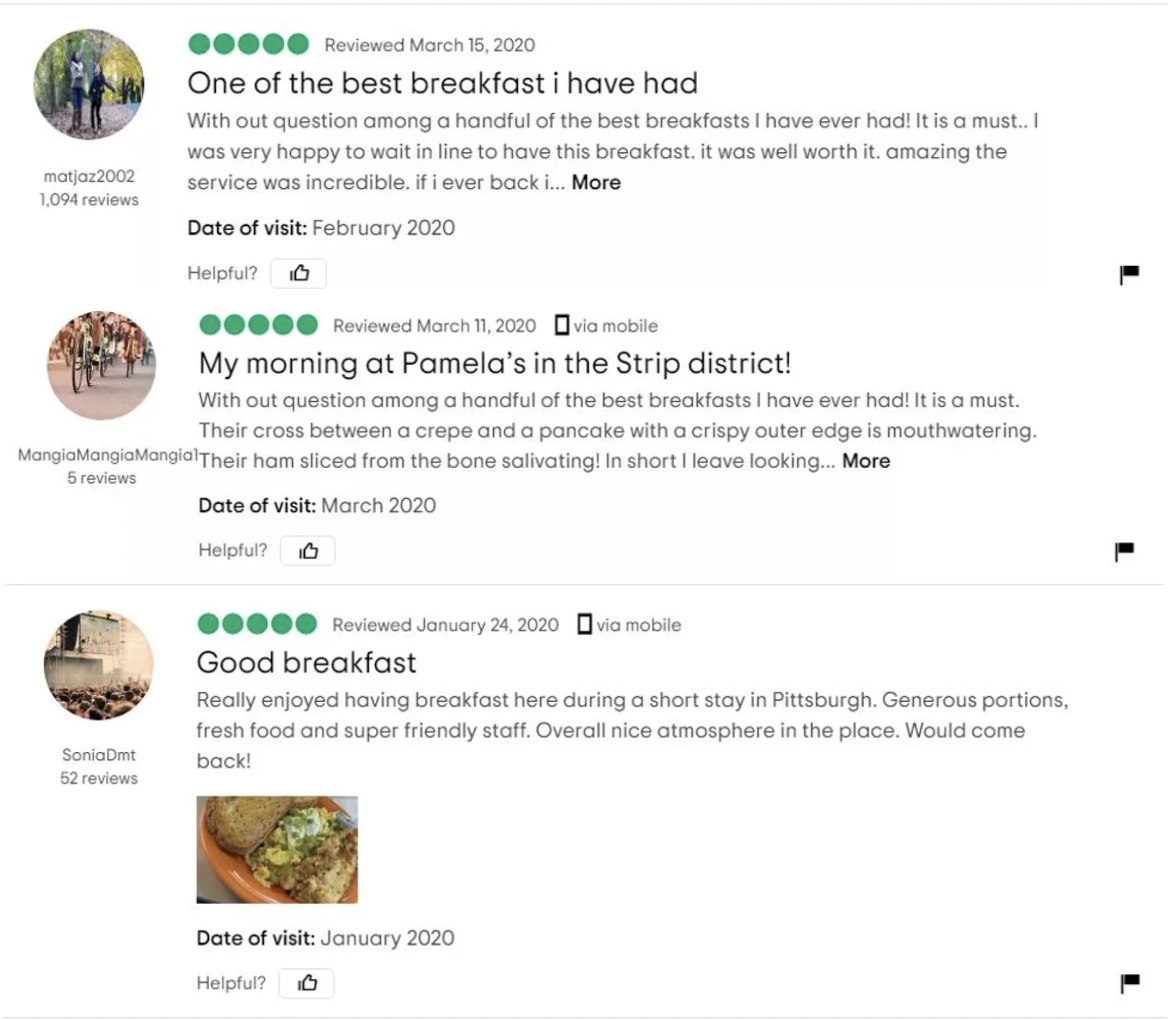 Reviewed March 15, 2020
One of the best breakfast i have had
With out question among a handful of the best breakfasts I have ever had! It is a must.. I
was very happy to wait in line to have this breakfast. it was well worth it. amazing the
service was incredible. if i ever back i... More
matjaz2002
1,094 reviews
Date of visit: February 2020
Helpful?
Reviewed March 11, 2020 via mobile
My morning at Pamela's in the Strip district!
With out question among a handful of the best breakfasts I have ever had! It is a must.
Their cross between a crepe and a pancake with a crispy outer edge is mouthwatering.
MangiaMangiaMangia1
Their ham sliced from the bone salivating! In short I leave looking... More
5 reviews
Date of visit: March 2020
Helpful?
Reviewed January 24, 2020 via mobile
Good breakfast
Really enjoyed having breakfast here during a short stay in Pittsburgh. Generous portions,
fresh food and super friendly staff. Overall nice atmosphere in the place. Would come
back!
SoniaDmt
52 reviews
Date of visit: January 2020
Helpful?